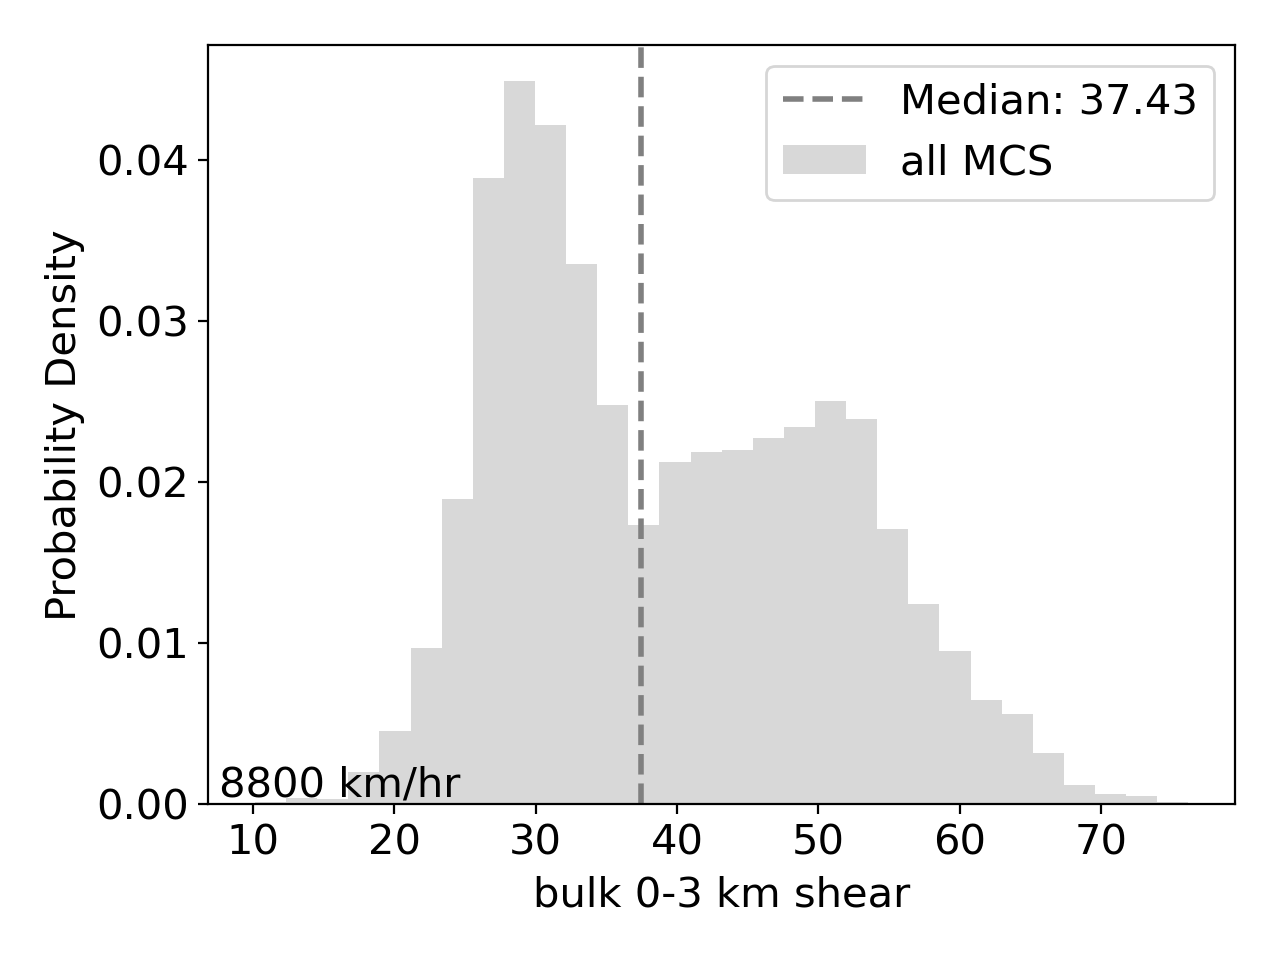 Median: 37.43
all MCS
0.04
0.03
0.02
0.01
0.00
Probability Density
8800 km/hr
10 20 30 40 50 60 70
bulk 0-3 km shear